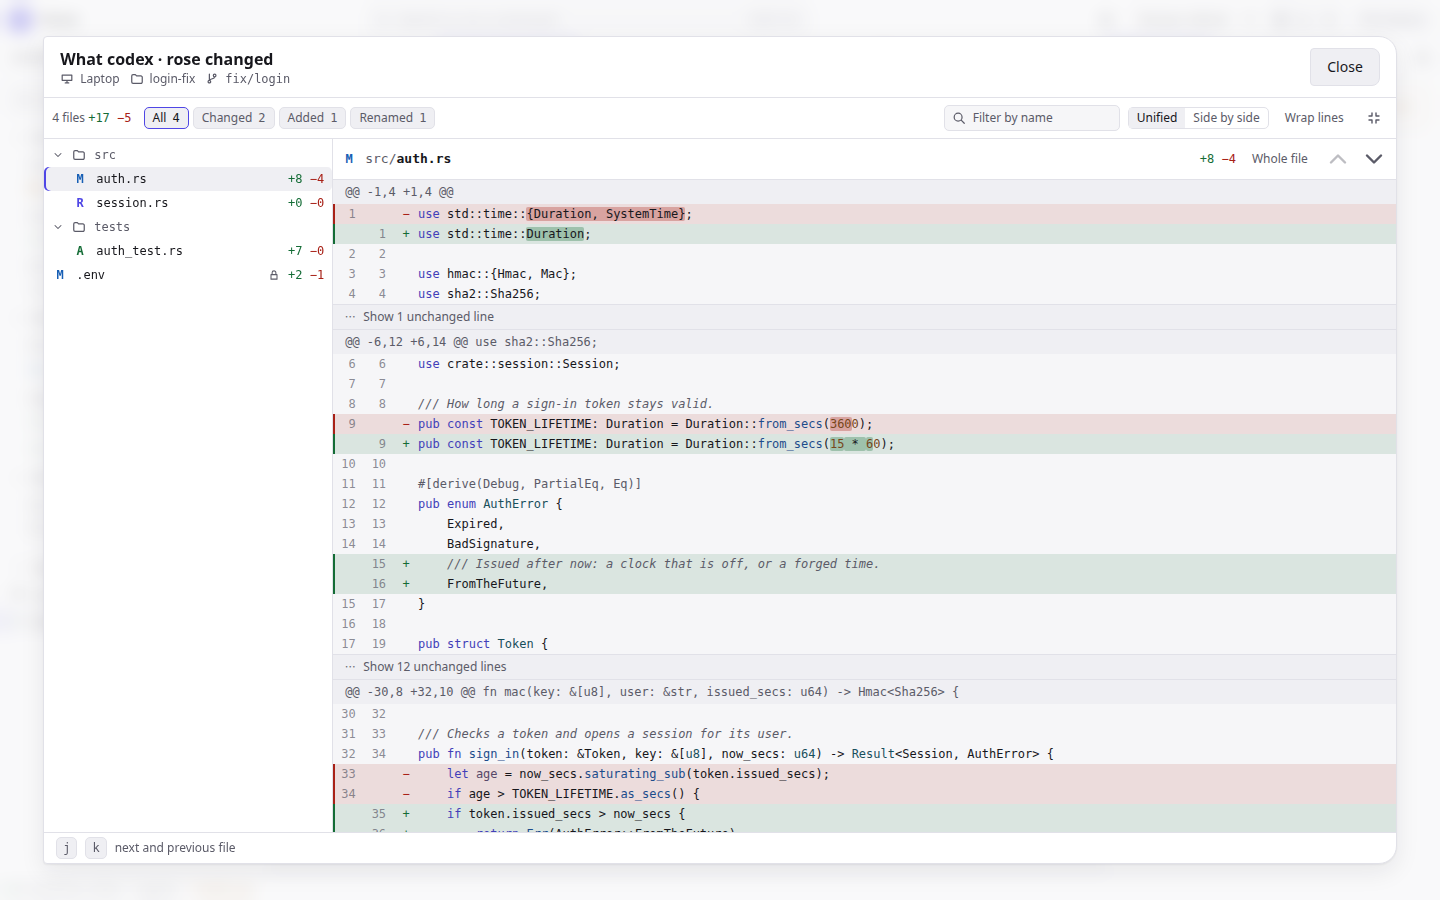 What codex · rose changed
Laptop login-fix fix/login
Close
4 files +17 −5 All 4 Changed 2 Added 1 Renamed 1
Filter by name Unified Side by side Wrap lines
src
M auth.rs +8 −4
R session.rs +0 −0
tests
A auth_test.rs +7 −0
M .env +2 −1
M src/auth.rs +8 −4 Whole file
@@ -1,4 +1,4 @@
1 − use std::time::{Duration, SystemTime};
1 + use std::time::Duration;
2 2
3 3 use hmac::{Hmac, Mac};
4 4 use sha2::Sha256;
··· Show 1 unchanged line
@@ -6,12 +6,14 @@ use sha2::Sha256;
6 6 use crate::session::Session;
7 7
8 8 /// How long a sign-in token stays valid.
9 − pub const TOKEN_LIFETIME: Duration = Duration::from_secs(3600);
9 + pub const TOKEN_LIFETIME: Duration = Duration::from_secs(15 * 60);
10 10
11 11 #[derive(Debug, PartialEq, Eq)]
12 12 pub enum AuthError {
13 13 Expired,
14 14 BadSignature,
15 + /// Issued after now: a clock that is off, or a forged time.
16 + FromTheFuture,
15 17 }
16 18
17 19 pub struct Token {
··· Show 12 unchanged lines
@@ -30,8 +32,10 @@ fn mac(key: &[u8], user: &str, issued_secs: u64) -> Hmac<Sha256> {
30 32
31 33 /// Checks a token and opens a session for its user.
32 34 pub fn sign_in(token: &Token, key: &[u8], now_secs: u64) -> Result<Session, AuthError> {
33 − let age = now_secs.saturating_sub(token.issued_secs);
34 − if age > TOKEN_LIFETIME.as_secs() {
35 + if token.issued_secs > now_secs {
36 + return Err(AuthError::FromTheFuture)
j k next and previous file